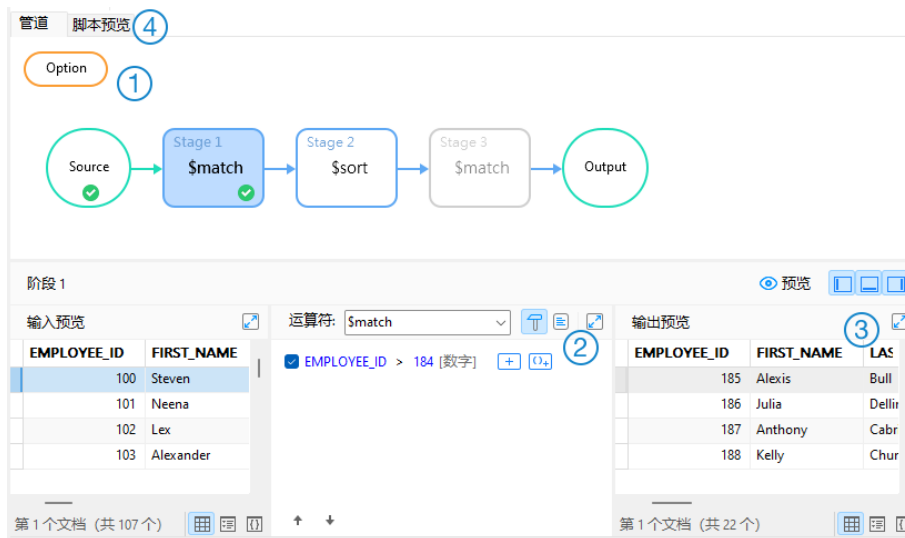 管道 脚本预览 4
Option
1
Stage 1 Stage 2 Stage 3
Source $match $sort $match Output
阶段 1 预览
输入预览 运算符: $match 输出预览 3
2
EMPLOYEE_ID FIRST_NAME EMPLOYEE_ID > 184 [数字] EMPLOYEE_ID FIRST_NAME LAS
100 Steven 185 Alexis Bull
101 Neena 186 Julia Dellin
102 Lex 187 Anthony Cabr
103 Alexander 188 Kelly Chur
第 1 个文档 (共 107 个) 第 1 个文档 (共 22 个)